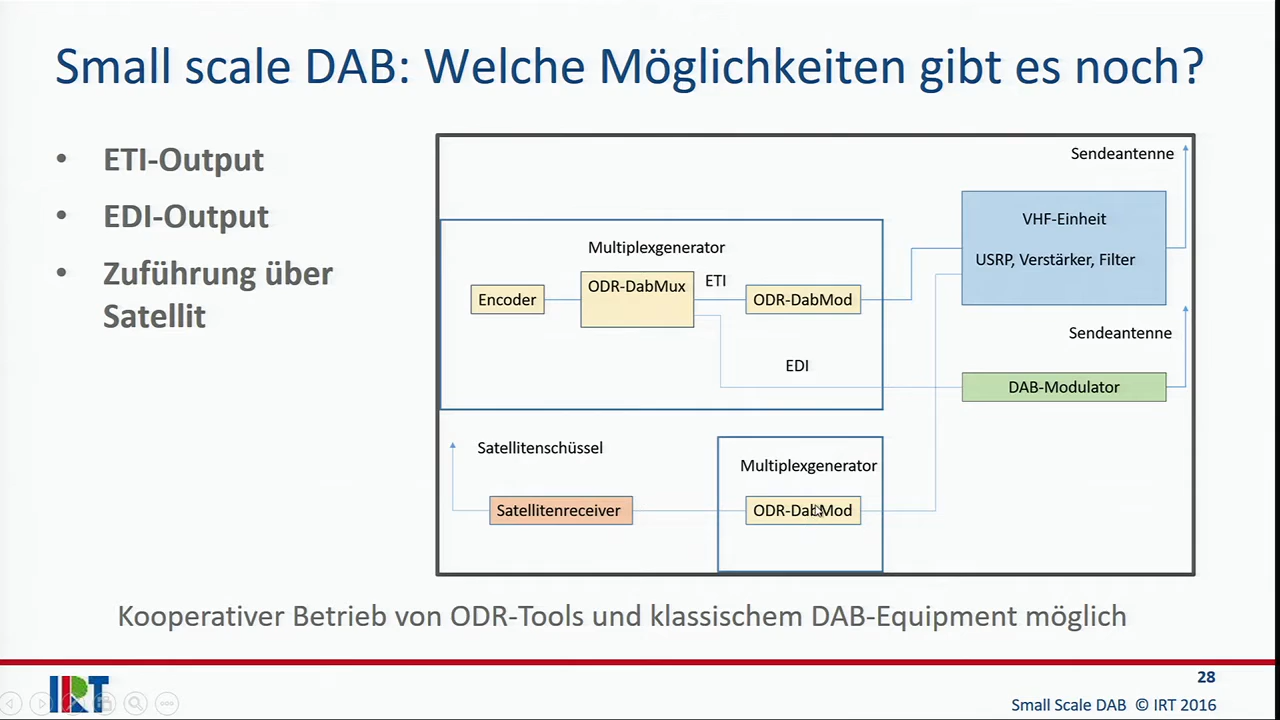 Small scale DAB: Welche Möglichkeiten gibt es noch?
• ETI-Output
• EDI-Output
• Zuführung über
Satellit
Sendeantenne
VHF-Einheit
USRP, Verstärker, Filter
Multiplexgenerator
Encoder
ODR-DabMux
ETI
ODR-DabMod
EDI
Sendeantenne
DAB-Modulator
Satellitenschüssel
Satellitenreceiver
Multiplexgenerator
ODR-DabMod
Kooperativer Betrieb von ODR-Tools und klassischem DAB-Equipment möglich
IRT
28
Small Scale DAB © IRT 2016